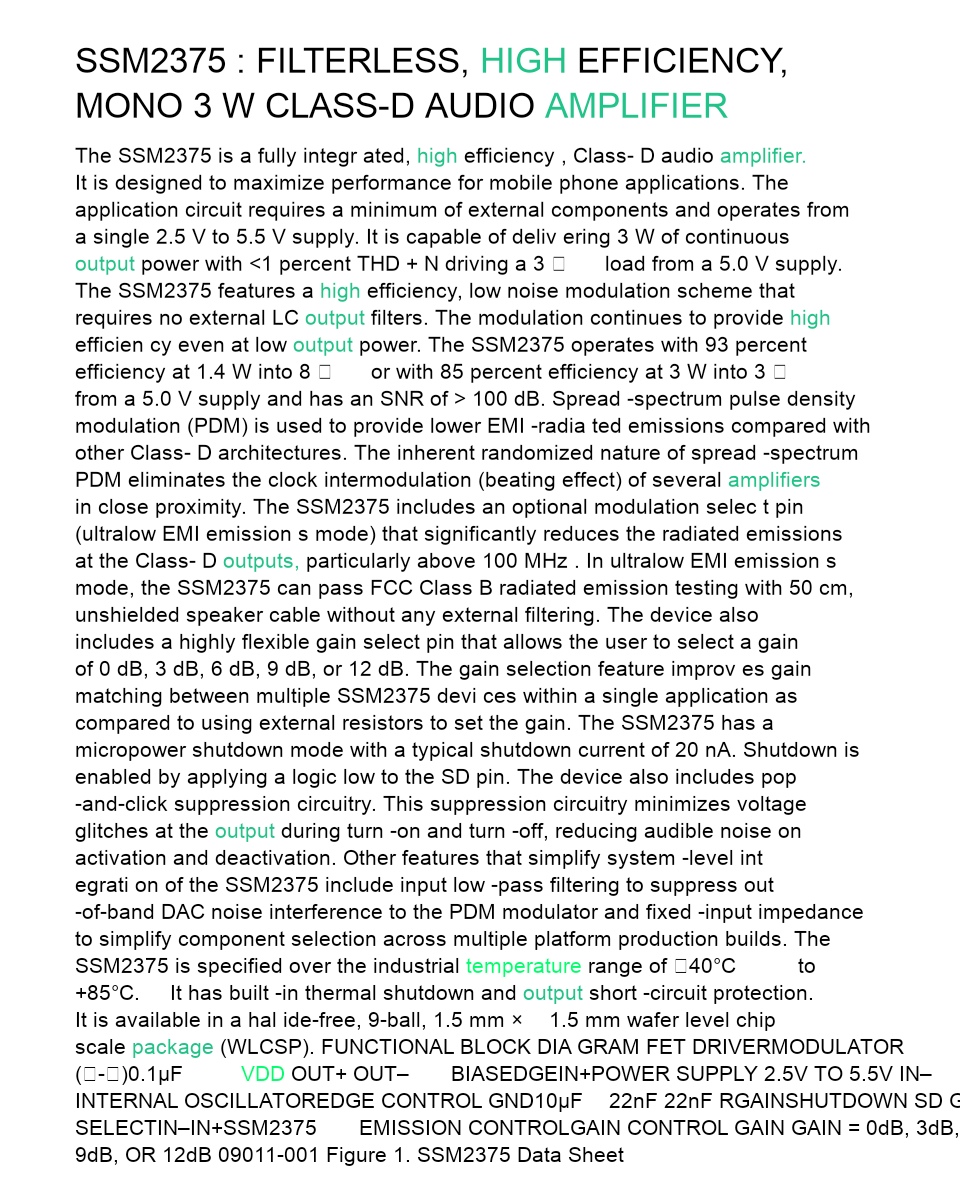 SSM2375 : FILTERLESS, HIGH EFFICIENCY,
MONO 3 W CLASS-D AUDIO AMPLIFIER
The SSM2375 is a fully integr ated, high efficiency , Class- D audio amplifier.
It is designed to maximize performance for mobile phone applications. The
application circuit requires a minimum of external components and operates from
a single 2.5 V to 5.5 V supply. It is capable of deliv ering 3 W of continuous
output power with <1 percent THD + N driving a 3 □ load from a 5.0 V supply.
The SSM2375 features a high efficiency, low noise modulation scheme that
requires no external LC output filters. The modulation continues to provide high
efficien cy even at low output power. The SSM2375 operates with 93 percent
efficiency at 1.4 W into 8 □ or with 85 percent efficiency at 3 W into 3 □
from a 5.0 V supply and has an SNR of > 100 dB. Spread -spectrum pulse density
modulation (PDM) is used to provide lower EMI -radia ted emissions compared with
other Class- D architectures. The inherent randomized nature of spread -spectrum
PDM eliminates the clock intermodulation (beating effect) of several amplifiers
in close proximity. The SSM2375 includes an optional modulation selec t pin
(ultralow EMI emission s mode) that significantly reduces the radiated emissions
at the Class- D outputs, particularly above 100 MHz . In ultralow EMI emission s
mode, the SSM2375 can pass FCC Class B radiated emission testing with 50 cm,
unshielded speaker cable without any external filtering. The device also
includes a highly flexible gain select pin that allows the user to select a gain
of 0 dB, 3 dB, 6 dB, 9 dB, or 12 dB. The gain selection feature improv es gain
matching between multiple SSM2375 devi ces within a single application as
compared to using external resistors to set the gain. The SSM2375 has a
micropower shutdown mode with a typical shutdown current of 20 nA. Shutdown is
enabled by applying a logic low to the SD pin. The device also includes pop
-and-click suppression circuitry. This suppression circuitry minimizes voltage
glitches at the output during turn -on and turn -off, reducing audible noise on
activation and deactivation. Other features that simplify system -level int
egrati on of the SSM2375 include input low -pass filtering to suppress out
-of-band DAC noise interference to the PDM modulator and fixed -input impedance
to simplify component selection across multiple platform production builds. The
SSM2375 is specified over the industrial temperature range of □40°C to
+85°C. It has built -in thermal shutdown and output short -circuit protection.
It is available in a hal ide-free, 9-ball, 1.5 mm × 1.5 mm wafer level chip
scale package (WLCSP). FUNCTIONAL BLOCK DIA GRAM FET DRIVERMODULATOR
(□-□)0.1µF VDD OUT+ OUT– BIASEDGEIN+POWER SUPPLY 2.5V TO 5.5V IN–
INTERNAL OSCILLATOREDGE CONTROL GND10µF 22nF 22nF RGAINSHUTDOWN SD G
SELECTIN–IN+SSM2375 EMISSION CONTROLGAIN CONTROL GAIN GAIN = 0dB, 3dB,
9dB, OR 12dB 09011-001 Figure 1. SSM2375 Data Sheet